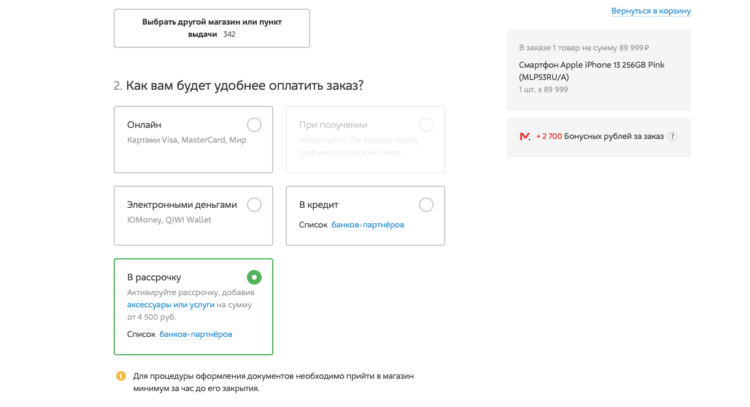 Вернуться в корзину
Выбрать другой магазин или пункт
выдачи 342
В заказе 1 товар на сумму 89 999 ₽
Смартфон Apple iPhone 13 256GB Pink
(MLP53RU/A)
1 шт. х 89 999
2. Как вам будет удобнее оплатить заказ?
Онлайн
Картами Visa, MasterCard, Мир
При получении
Недоступно. По вашему заказу
требуется оплата на сайте.
+ 2 700 Бонусных рублей за заказ ?
Электронными деньгами
ЮMoney, QIWI Wallet
В кредит
Список банков-партнёров
В рассрочку
Активируйте рассрочку, добавив
аксессуары или услуги на сумму
от 4 500 руб.
Список банков-партнёров
Для процедуры оформления документов необходимо прийти в магазин
минимум за час до его закрытия.